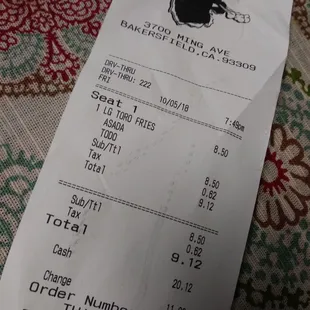 3700 MING AVE
BAKERSFIELD,CA.93309
DRV-THRU
DRV-THRU: 222
FRI 10/05/18 7:48pm
Seat 1
1 LG TORO FRIES 8.50
ASADA
TODO
Sub/Ttl 8.50
Tax 0.62
Total 9.12
Sub/Ttl 8.50
Tax 0.62
Total 9.12
Cash 20.12
Change
Order Numbe